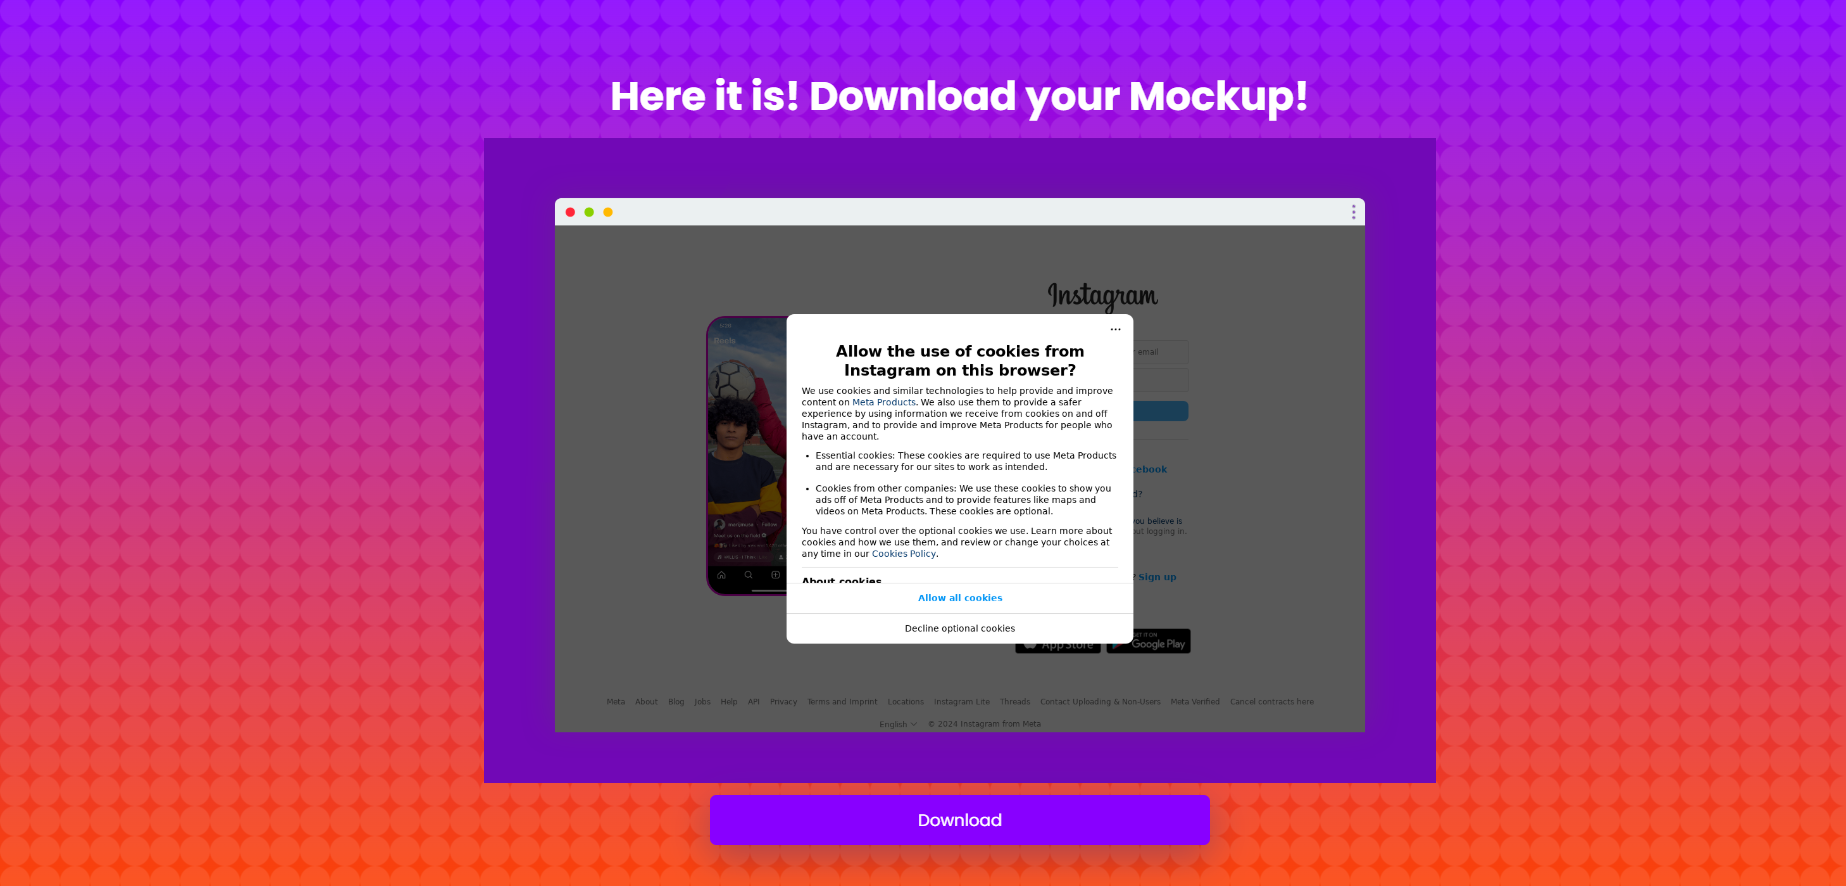 Here it is! Download your Mockup!
Instagram
Allow the use of cookies from
Instagram on this browser?
We use cookies and similar technologies to help provide and improve
content on Meta Products. We also use them to provide a safer
experience by using information we receive from cookies on and off
Instagram, and to provide and improve Meta Products for people who
have an account.
• Essential cookies: These cookies are required to use Meta Products
and are necessary for our sites to work as intended.
• Cookies from other companies: We use these cookies to show you
ads off of Meta Products and to provide features like maps and
videos on Meta Products. These cookies are optional.
You have control over the optional cookies we use. Learn more about
cookies and how we use them, and review or change your choices at
any time in our Cookies Policy.
About cookies
Allow all cookies
Decline optional cookies
email
you believe is
out logging in.
? Sign up
App Store
GET IT ON
Google Play
Meta About Blog Jobs Help API Privacy Terms and Imprint Locations Instagram Lite Threads Contact Uploading & Non-Users Meta Verified Cancel contracts here
English © 2024 Instagram from Meta
Download